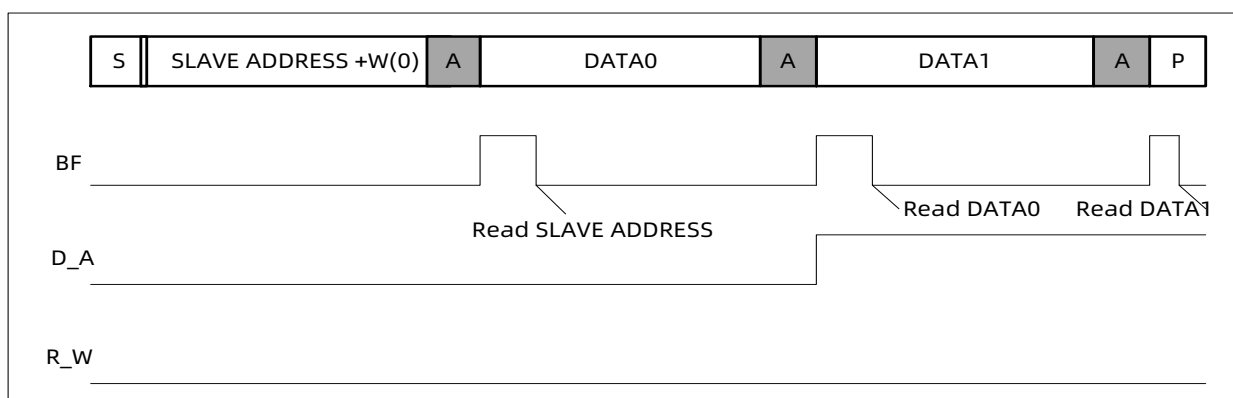 S SLAVE ADDRESS +W(0) A DATA0 A DATA1 A P
BF
Read SLAVE ADDRESS
Read DATA0
Read DATA1
D_A
R_W